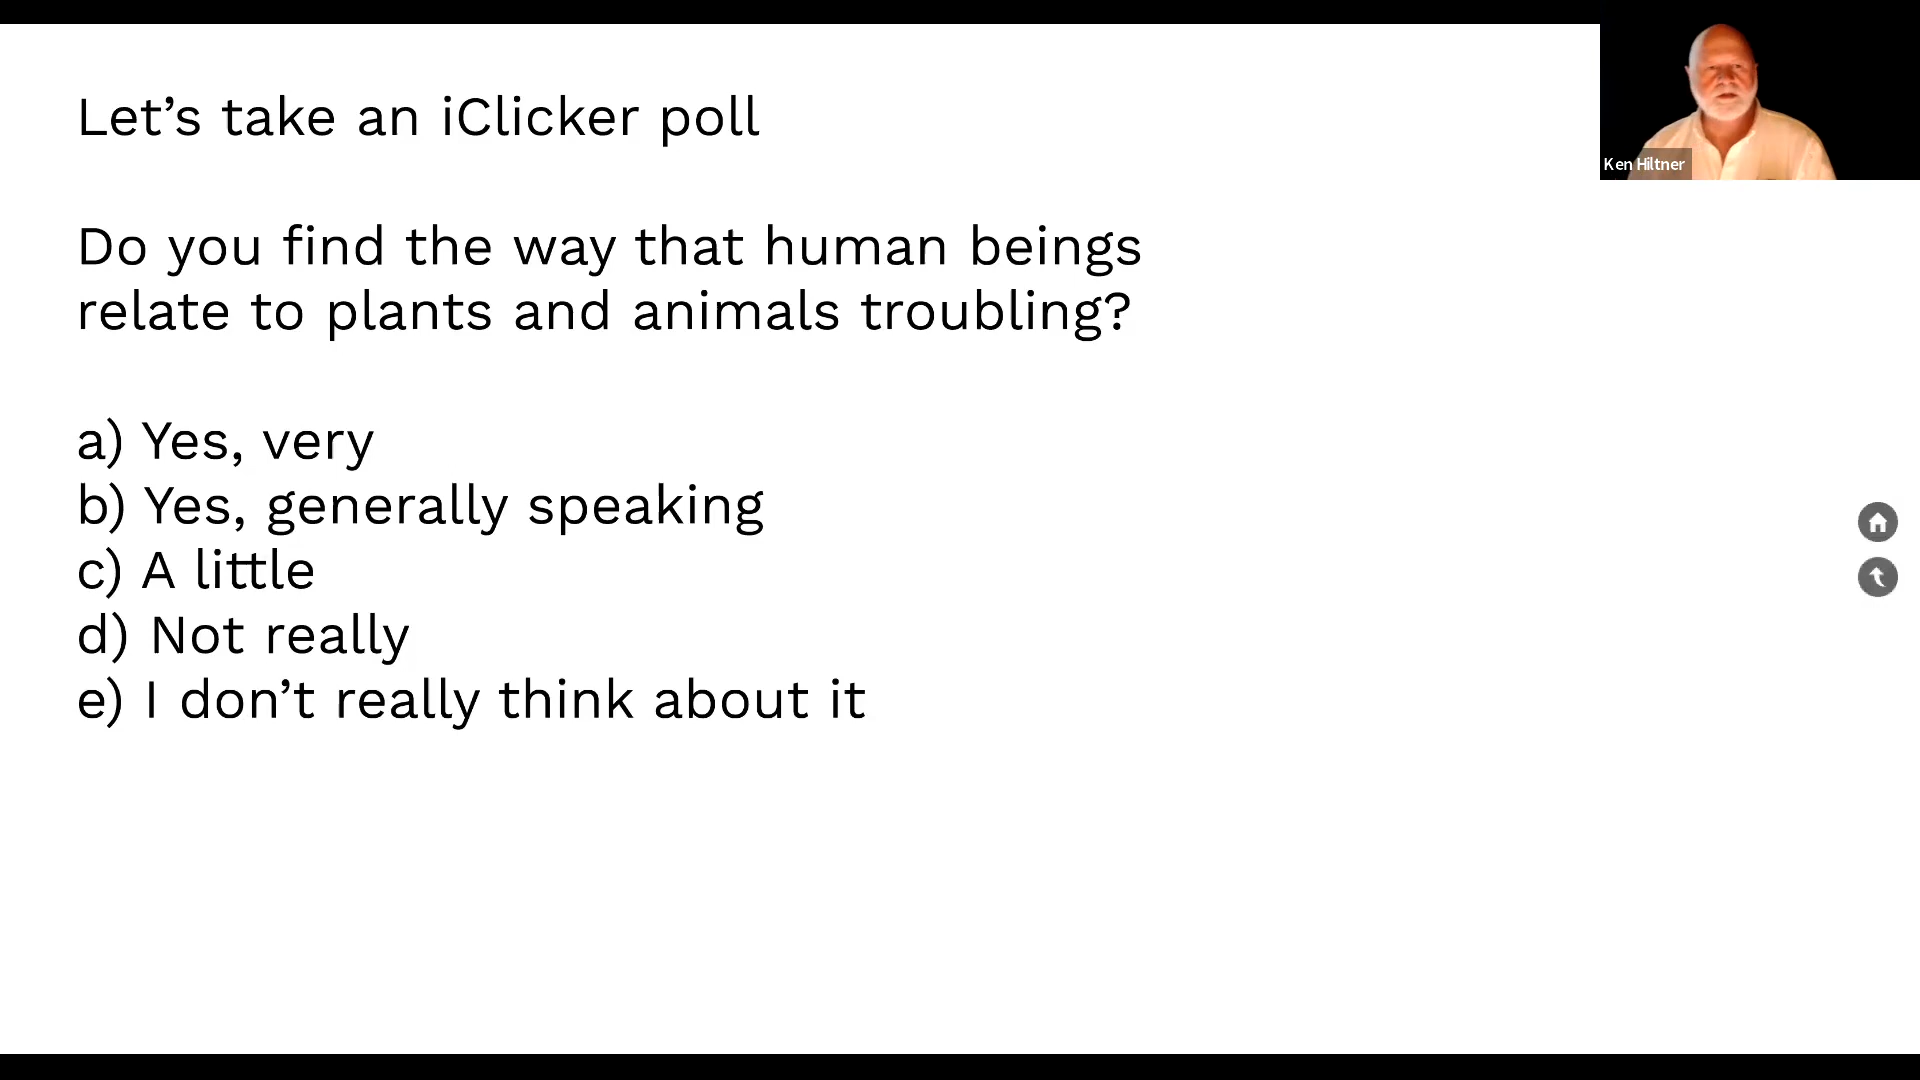 Let’s take an iClicker poll
Ken Hiltner
Do you find the way that human beings
relate to plants and animals troubling?
a) Yes, very
b) Yes, generally speaking
c) A little
d) Not really
e) I don’t really think about it